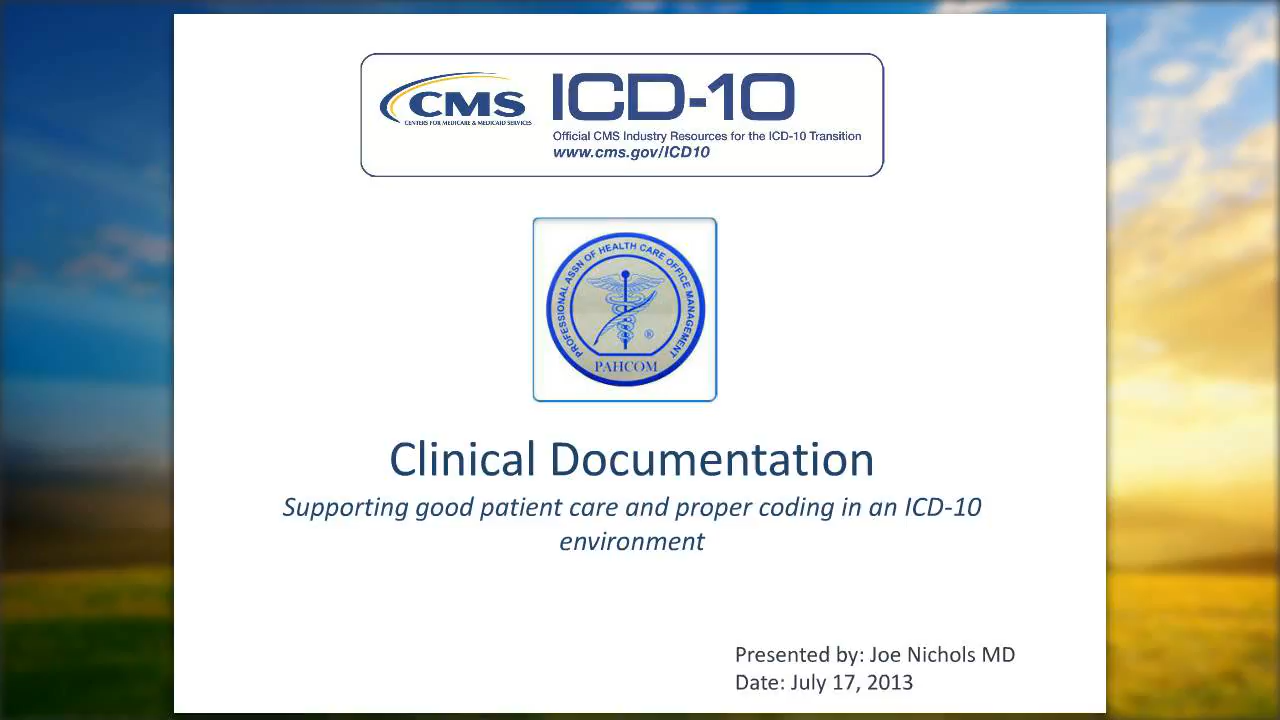 CMS
CENTERS FOR MEDICARE & MEDICAID SERVICES
ICD-10
Official CMS Industry Resources for the ICD-10 Transition
www.cms.gov/ICD10
PROFESSIONAL ASSN OF HEALTH CARE OFFICE MANAGEMENT
®
PAHCOM
Clinical Documentation
Supporting good patient care and proper coding in an ICD-10
environment
Presented by: Joe Nichols MD
Date: July 17, 2013